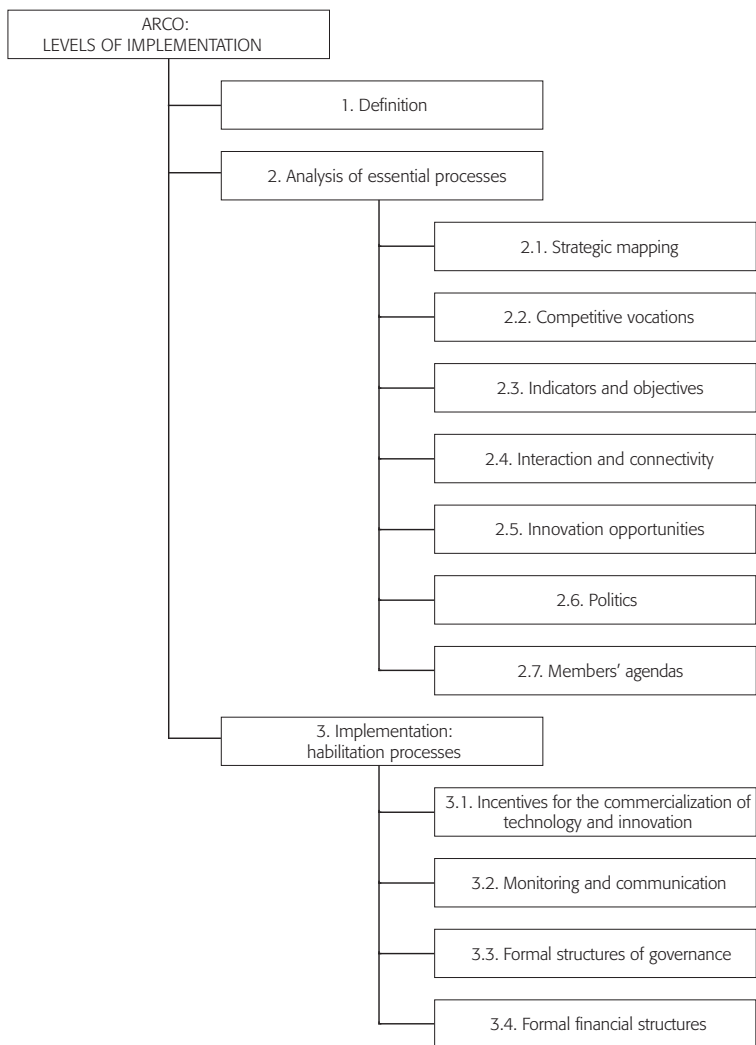 ARCO:
LEVELS OF IMPLEMENTATION
1. Definition
2. Analysis of essential processes
2.1. Strategic mapping
2.2. Competitive vocations
2.3. Indicators and objectives
2.4. Interaction and connectivity
2.5. Innovation opportunities
2.6. Politics
2.7. Members’ agendas
3. Implementation:
habilitation processes
3.1. Incentives for the commercialization of
technology and innovation
3.2. Monitoring and communication
3.3. Formal structures of governance
3.4. Formal financial structures